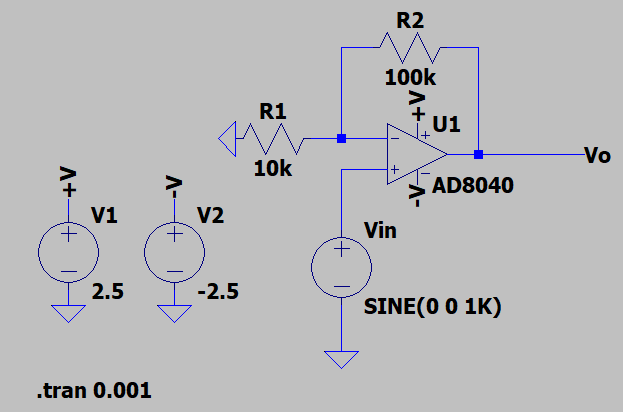 R2
100k
+V
U1
R1
10k
-V
AD8040
Vo
+V
-V
V1
V2
2.5
-2.5
Vin
SINE(0 0 1K)
.tran 0.001